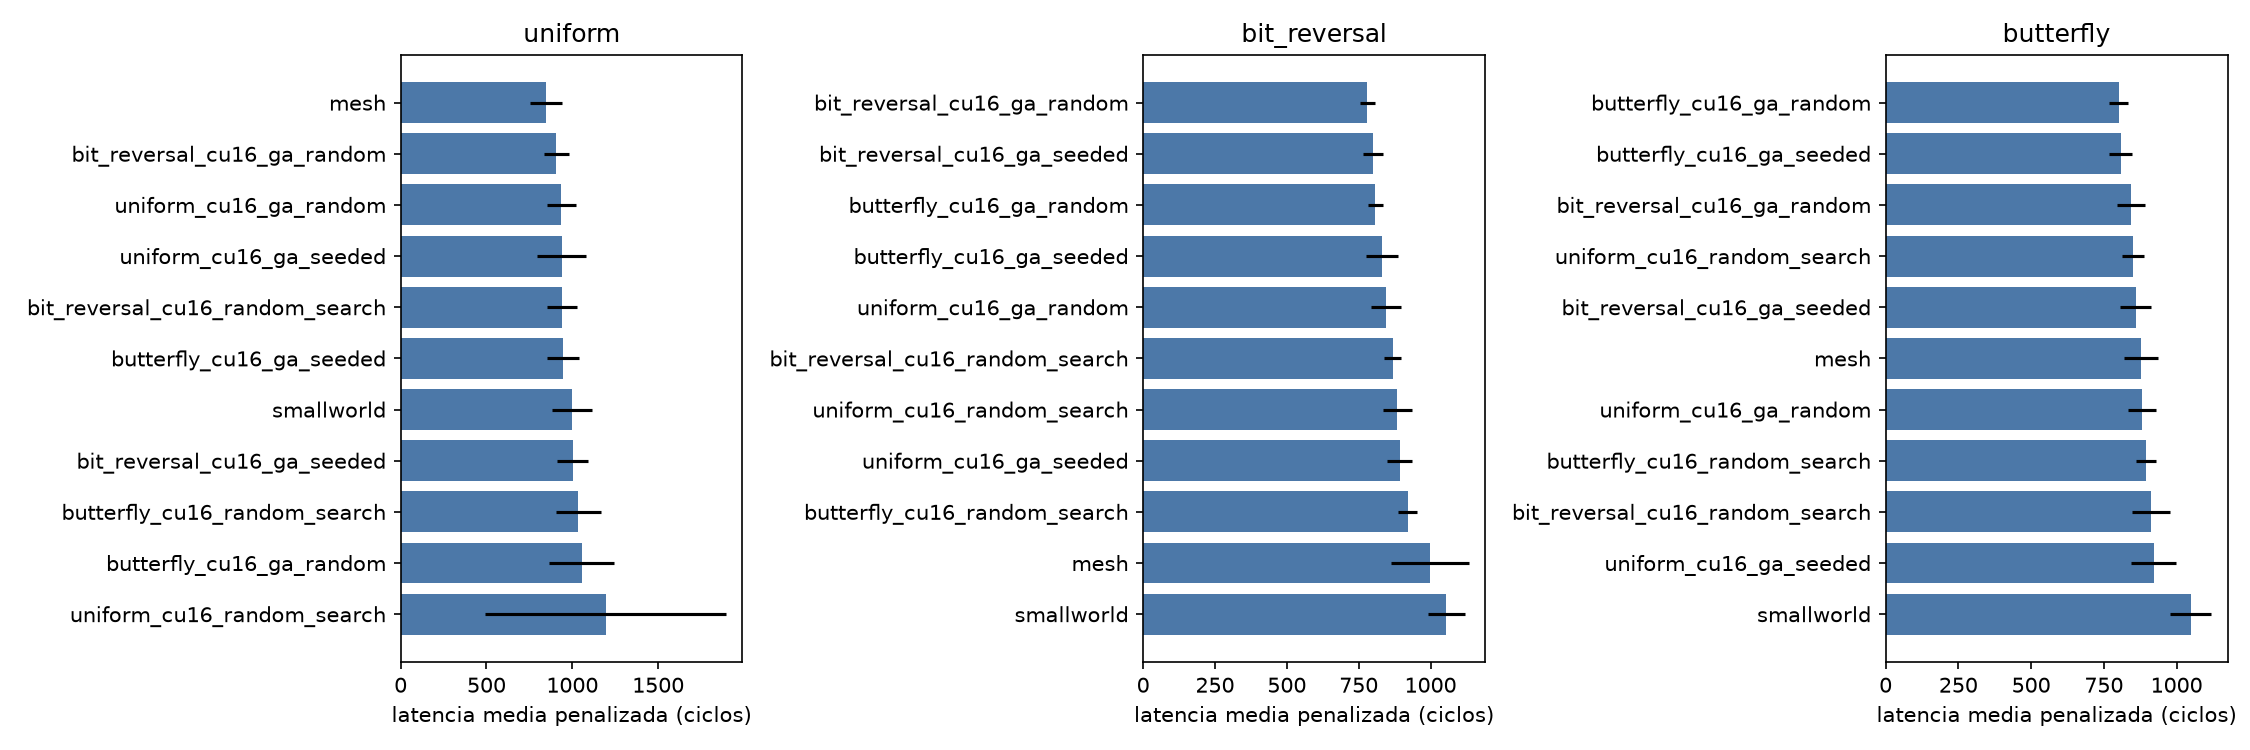 uniform
mesh
bit_reversal_cu16_ga_random
uniform_cu16_ga_random
uniform_cu16_ga_seeded
bit_reversal_cu16_random_search
butterfly_cu16_ga_seeded
smallworld
bit_reversal_cu16_ga_seeded
butterfly_cu16_random_search
butterfly_cu16_ga_random
uniform_cu16_random_search
0 500 1000 1500
latencia media penalizada (ciclos)
bit_reversal
bit_reversal_cu16_ga_random
bit_reversal_cu16_ga_seeded
butterfly_cu16_ga_random
butterfly_cu16_ga_seeded
uniform_cu16_ga_random
bit_reversal_cu16_random_search
uniform_cu16_random_search
uniform_cu16_ga_seeded
butterfly_cu16_random_search
mesh
smallworld
0 250 500 750 1000
latencia media penalizada (ciclos)
butterfly
butterfly_cu16_ga_random
butterfly_cu16_ga_seeded
bit_reversal_cu16_ga_random
uniform_cu16_random_search
bit_reversal_cu16_ga_seeded
mesh
uniform_cu16_ga_random
butterfly_cu16_random_search
bit_reversal_cu16_random_search
uniform_cu16_ga_seeded
smallworld
0 250 500 750 1000
latencia media penalizada (ciclos)